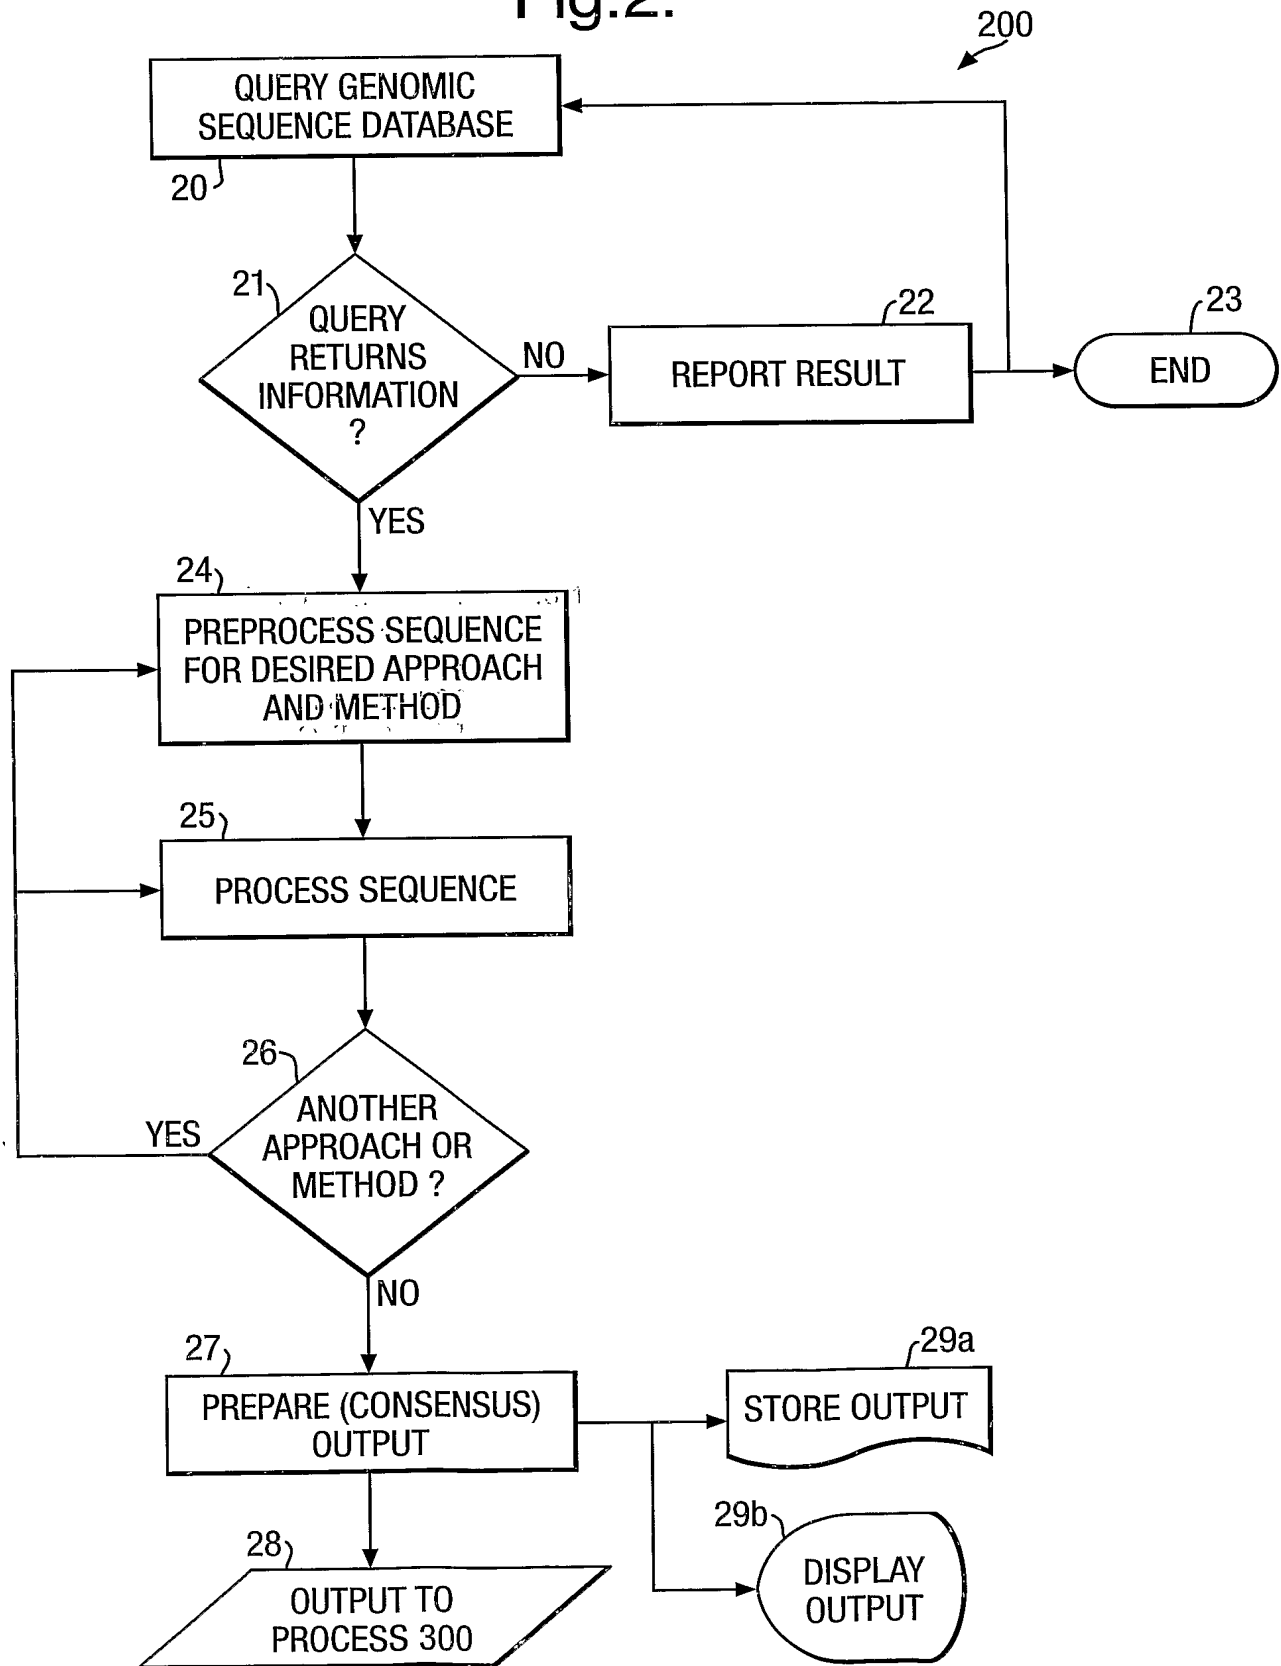 Fig.2.
200
QUERY GENOMIC
SEQUENCE DATABASE
20
21
QUERY
RETURNS
INFORMATION
?
NO
22
REPORT RESULT
23
END
YES
24
PREPROCESS SEQUENCE
FOR DESIRED APPROACH
AND METHOD
25
PROCESS SEQUENCE
26
ANOTHER
APPROACH OR
METHOD ?
YES
NO
27
PREPARE (CONSENSUS)
OUTPUT
29a
STORE OUTPUT
29b
DISPLAY
OUTPUT
28
OUTPUT TO
PROCESS 300